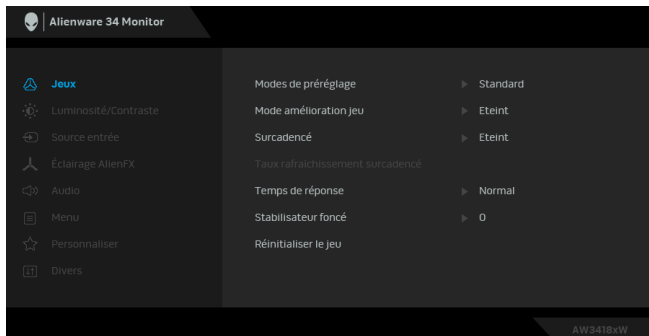 Alienware 34 Monitor
Jeux
Modes de préréglage Standard
Luminosité/Contraste
Mode amélioration jeu Eteint
Source entrée
Surcadencé Eteint
Éclairage AlienFX
Taux rafraichissement surcadencé
Audio
Temps de réponse Normal
Menu
Stabilisateur foncé 0
Personnaliser
Réinitialiser le jeu
Divers
AW3418xW